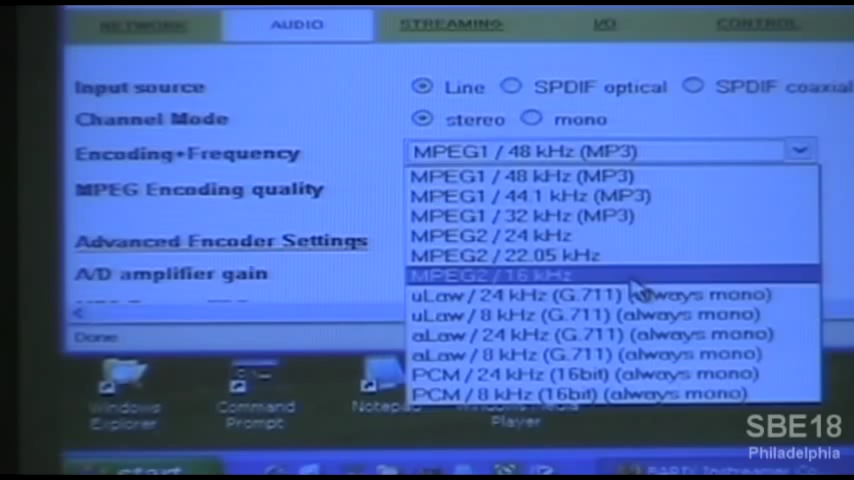 NETWORK AUDIO STREAMING I/O CONTROL
Input source Line SPDIF optical SPDIF coaxial
Channel Mode stereo mono
Encoding+Frequency MPEG1 / 48 kHz (MP3)
MPEG Encoding quality
MPEG1 / 48 kHz (MP3)
MPEG1 / 44.1 kHz (MP3)
MPEG1 / 32 kHz (MP3)
MPEG2 / 24 kHz
MPEG2 / 22.05 kHz
MPEG2 / 16 kHz
uLaw / 24 kHz (G.711) (always mono)
uLaw / 8 kHz (G.711) (always mono)
aLaw / 24 kHz (G.711) (always mono)
aLaw / 8 kHz (G.711) (always mono)
PCM / 24 kHz (16bit) (always mono)
PCM / 8 kHz (16bit) (always mono)
Advanced Encoder Settings
A/D amplifier gain
Done
Windows Explorer
Command Prompt
Notepad
Windows Media Player
start
SBE18
Philadelphia